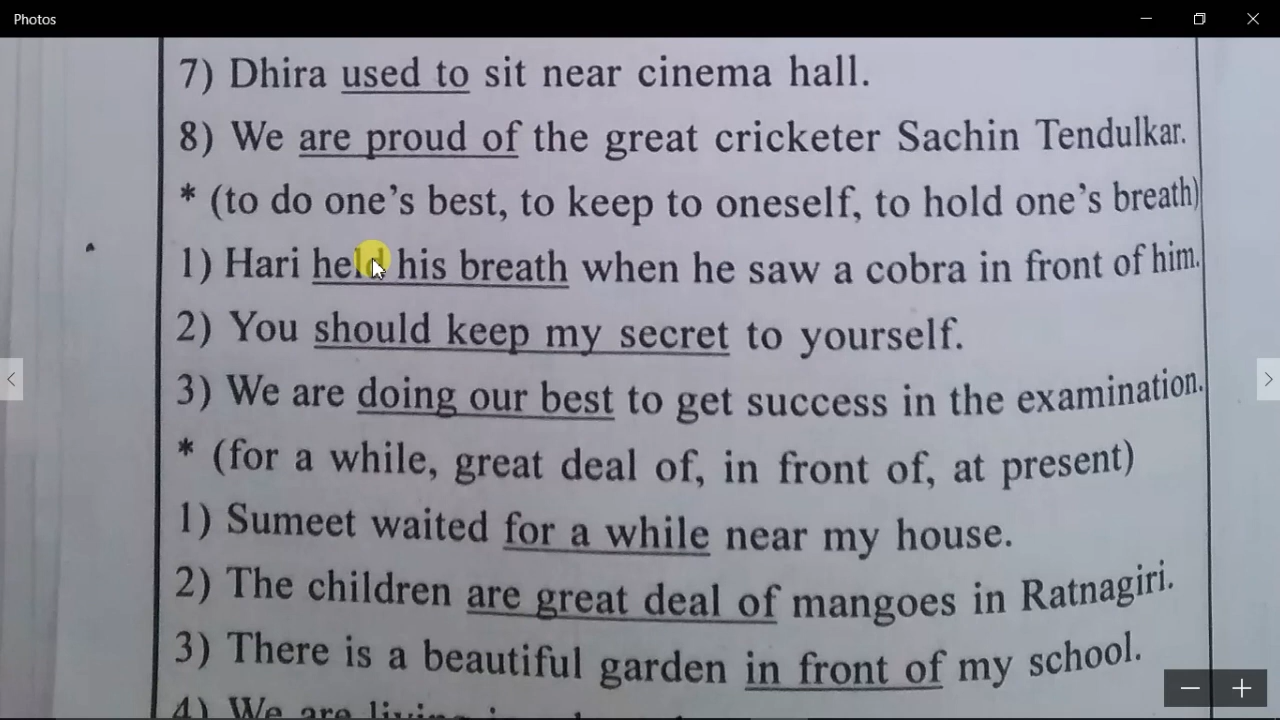 Photos
7) Dhira used to sit near cinema hall.
8) We are proud of the great cricketer Sachin Tendulkar.
* (to do one's best, to keep to oneself, to hold one's breath)
1) Hari held his breath when he saw a cobra in front of him.
2) You should keep my secret to yourself.
3) We are doing our best to get success in the examination.
* (for a while, great deal of, in front of, at present)
1) Sumeet waited for a while near my house.
2) The children are great deal of mangoes in Ratnagiri.
3) There is a beautiful garden in front of my school.
4) We are living